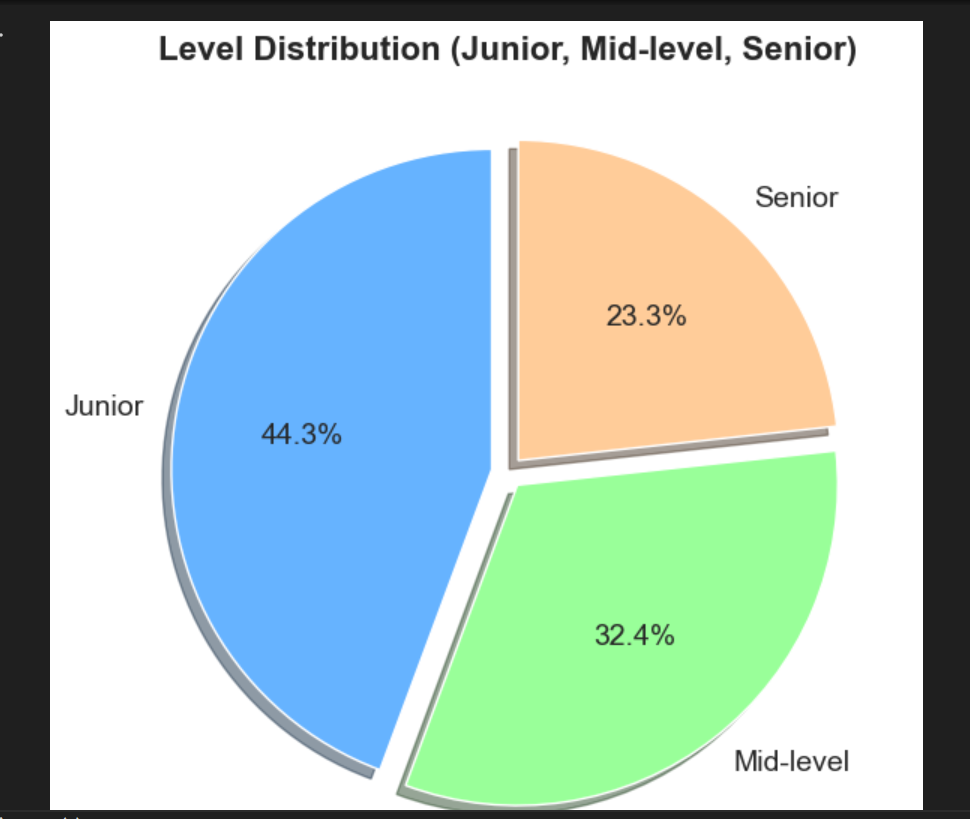 Level Distribution (Junior, Mid-level, Senior)
Senior
23.3%
Junior
44.3%
32.4%
Mid-level